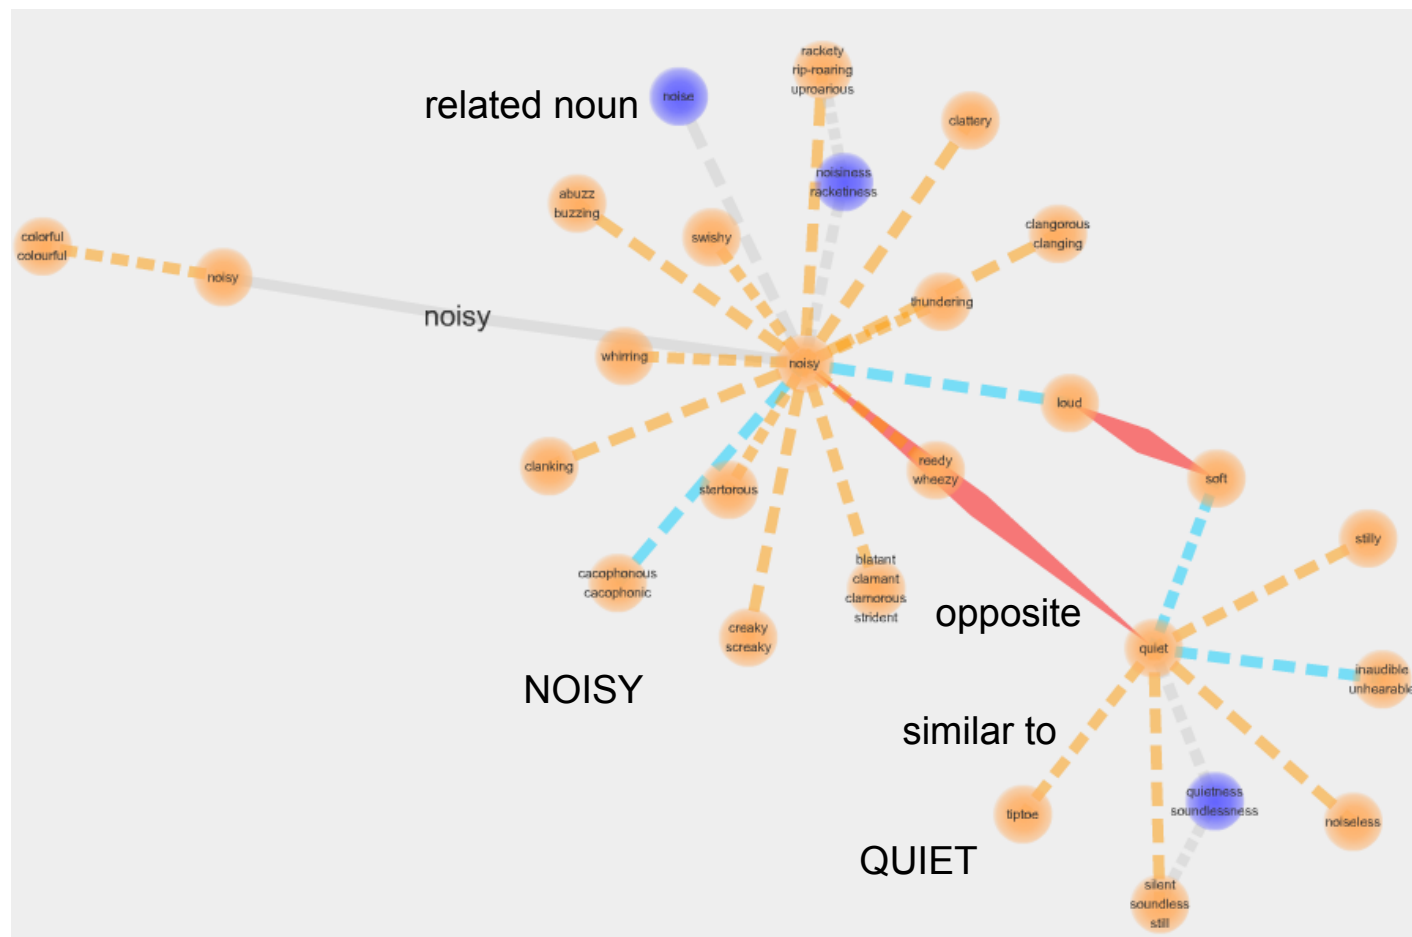 rackety
rip-roaring
uproarious
related noun
noise
clattery
noisiness
racketiness
abuzz
buzzing
swishy
clangorous
clanging
colorful
colourful
noisy
thundering
noisy
whirring
noisy
loud
clanking
reedy
wheezy
stertorous
soft
stilly
cacophonous
cacophonic
blatant
clamant
clamorous
strident
creaky
screaky
opposite
quiet
inaudible
unhearable
NOISY
similar to
quietness
soundlessness
tiptoe
noiseless
QUIET
silent
soundless
still